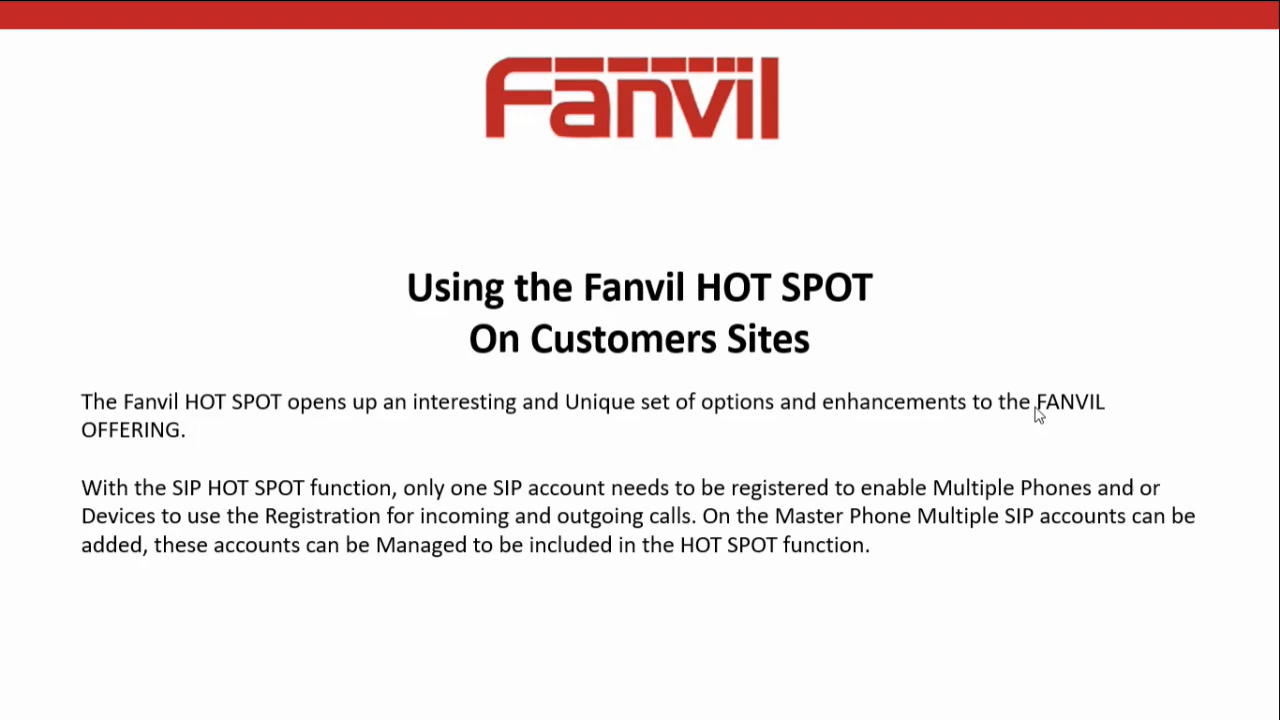 Fanvil
Using the Fanvil HOT SPOT
On Customers Sites
The Fanvil HOT SPOT opens up an interesting and Unique set of options and enhancements to the FANVIL
OFFERING.
With the SIP HOT SPOT function, only one SIP account needs to be registered to enable Multiple Phones and or
Devices to use the Registration for incoming and outgoing calls. On the Master Phone Multiple SIP accounts can be
added, these accounts can be Managed to be included in the HOT SPOT function.